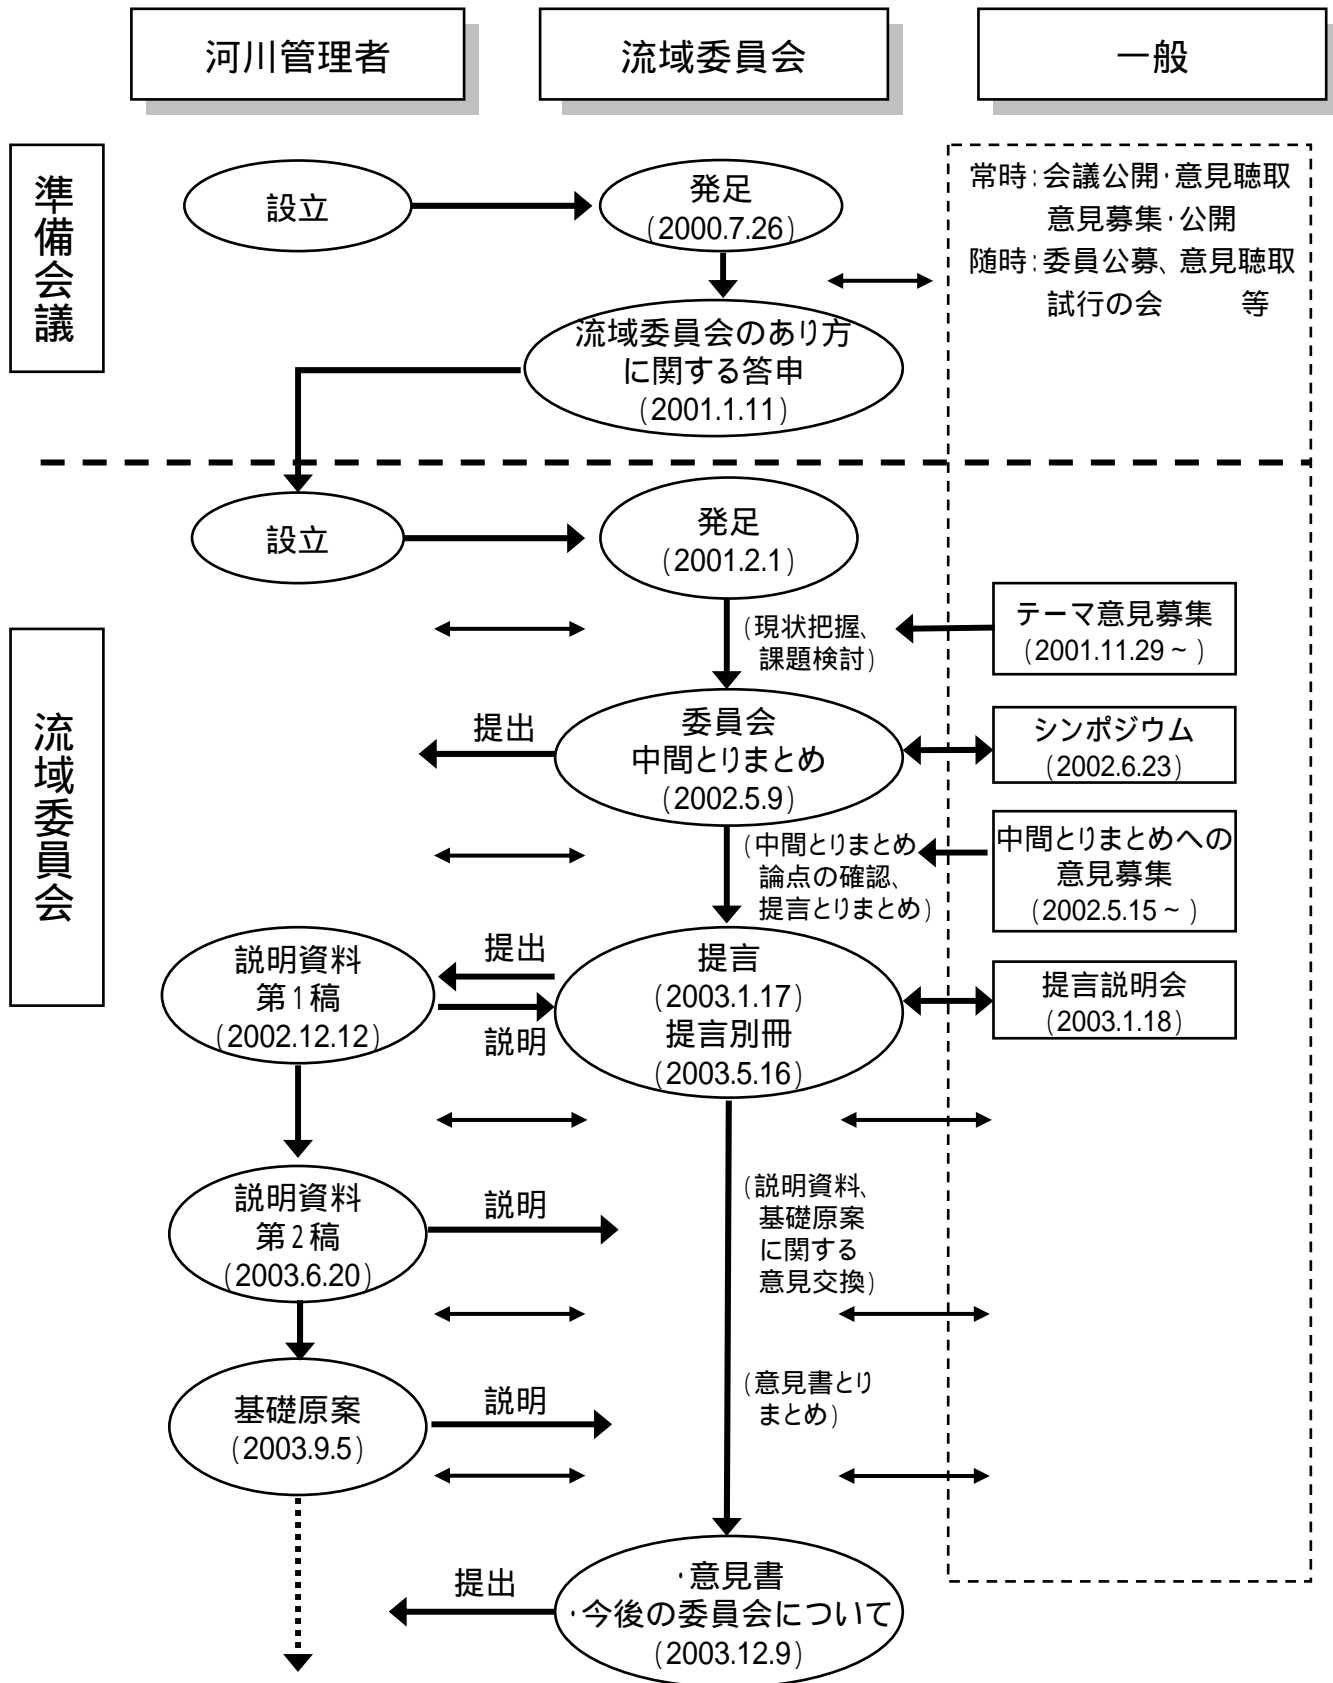 河川管理者
流域委員会
一般
準備会議
設立
発足
(2000.7.26)
常時:会議公開・意見聴取
意見募集・公開
随時:委員公募、意見聴取
試行の会 等
流域委員会のあり方
に関する答申
(2001.1.11)
流域委員会
設立
発足
(2001.2.1)
(現状把握、
課題検討)
テーマ意見募集
(2001.11.29~ )
提出
委員会
中間とりまとめ
(2002.5.9)
シンポジウム
(2002.6.23)
(中間とりまとめ
論点の確認、
提言とりまとめ)
中間とりまとめへの
意見募集
(2002.5.15~ )
説明資料
第1稿
(2002.12.12)
提出
説明
提言
(2003.1.17)
提言別冊
(2003.5.16)
提言説明会
(2003.1.18)
説明資料
第2稿
(2003.6.20)
説明
(説明資料、
基礎原案
に関する
意見交換)
基礎原案
(2003.9.5)
説明
(意見書とり
まとめ)
提出
・意見書
・今後の委員会について
(2003.12.9)